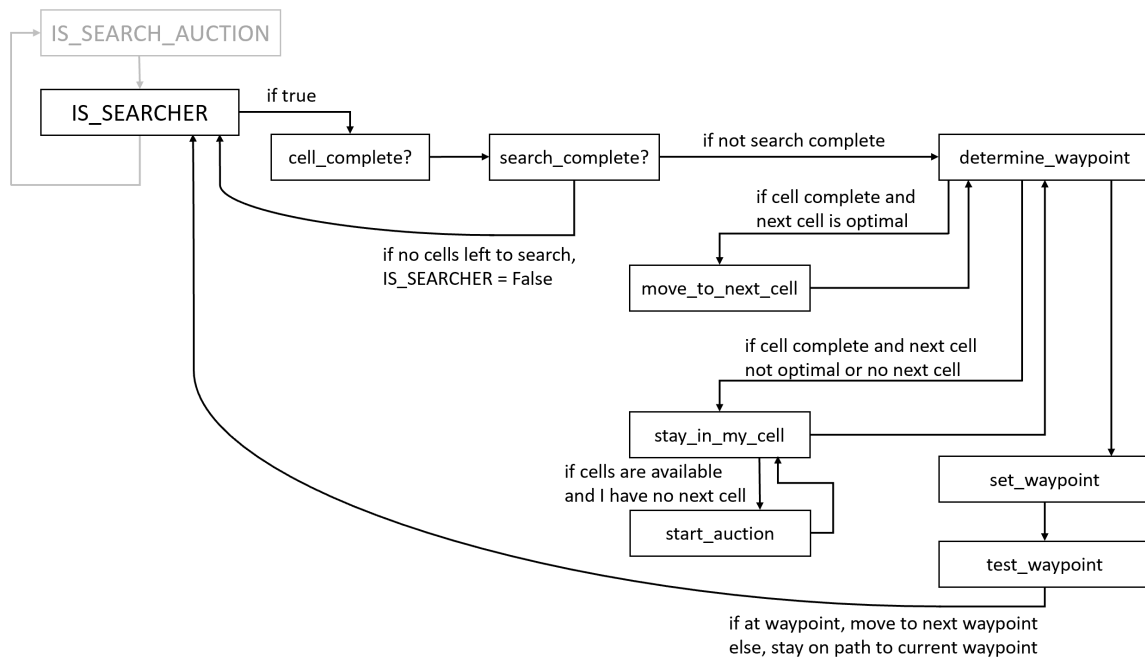 IS_SEARCH_AUCTION
IS_SEARCHER
if true
cell_complete?
search_complete?
if not search complete
determine_waypoint
if cell complete and
next cell is optimal
if no cells left to search,
IS_SEARCHER = False
move_to_next_cell
if cell complete and next cell
not optimal or no next cell
stay_in_my_cell
if cells are available
and I have no next cell
start_auction
set_waypoint
test_waypoint
if at waypoint, move to next waypoint
else, stay on path to current waypoint